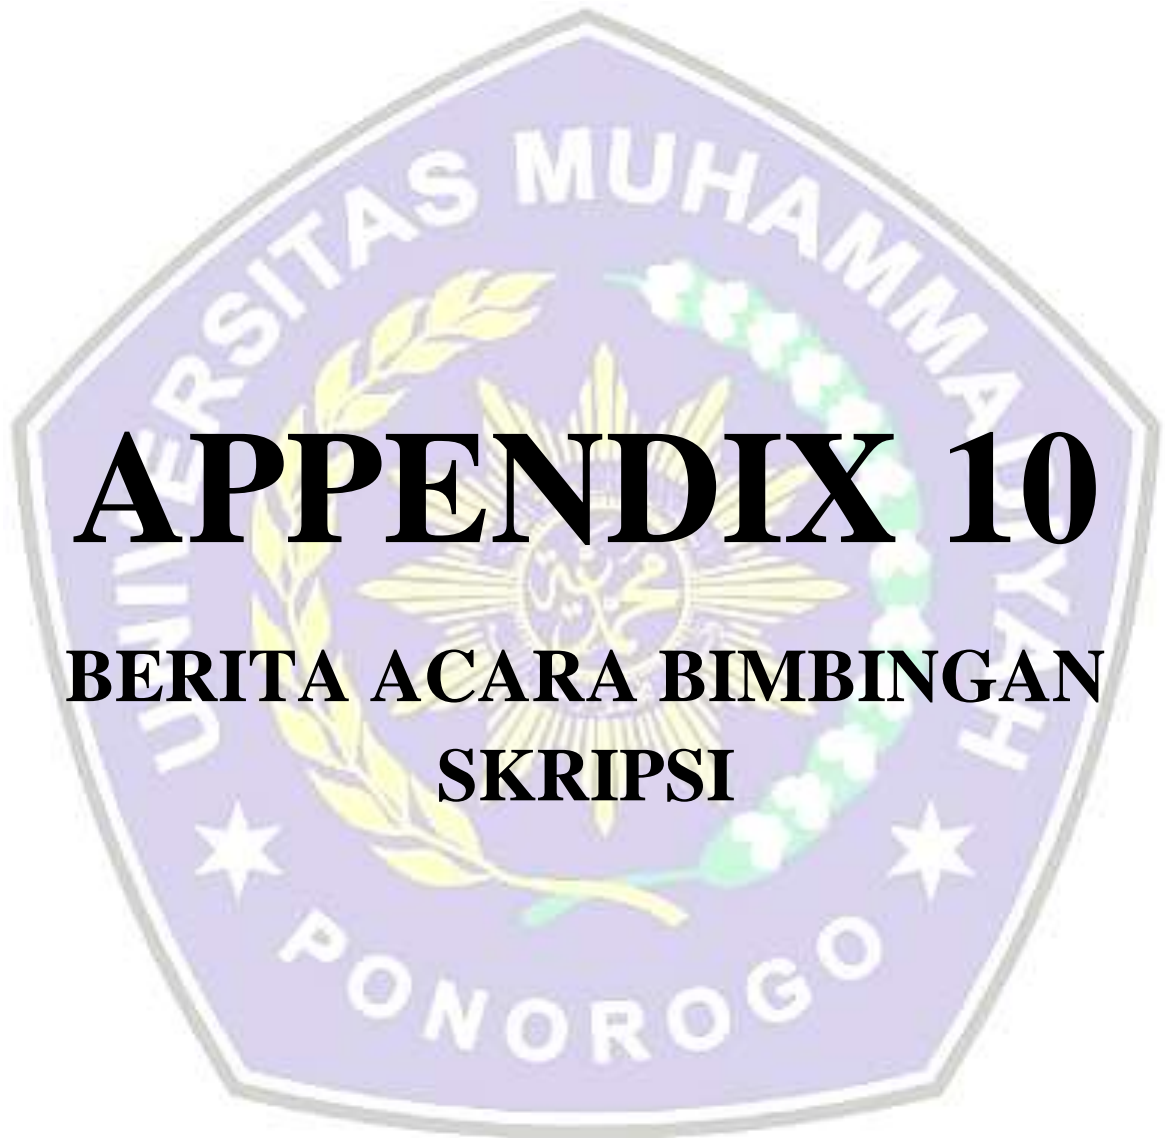 UNIVERSITAS MUHAMMADIYAH
APPENDIX 10
BERITA ACARA BIMBINGAN
SKRIPSI
PONOROGO